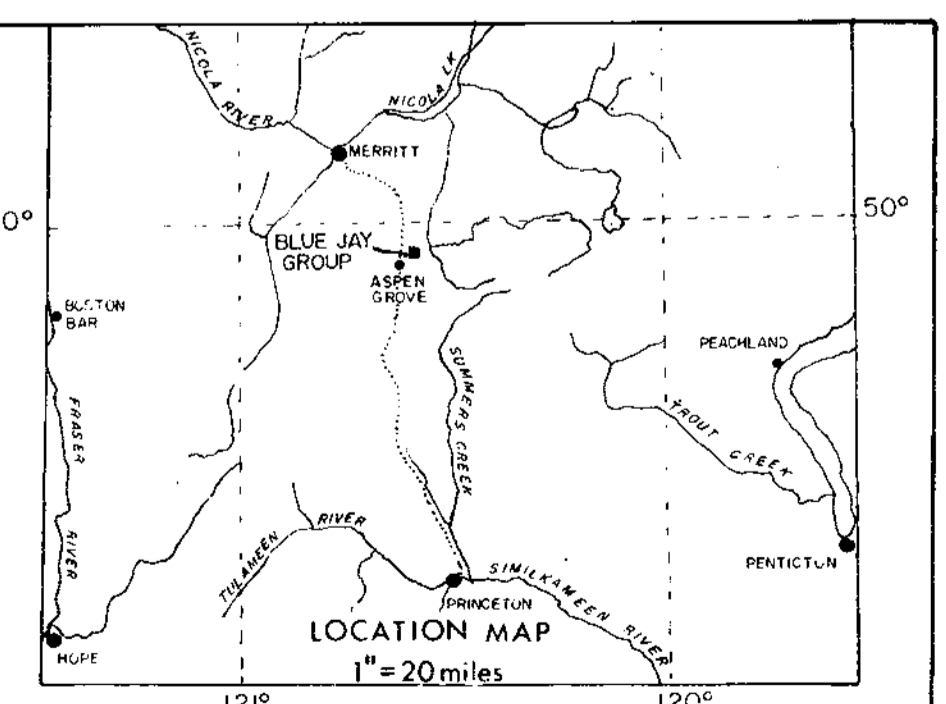 NICOLA RIVER
NICOLA LK
MERRITT
0°
50°
BLUE JAY
GROUP
ASPEN
GROVE
BOSTON
BAR
PEACHLAND
SUMMERS CREEK
FRASER
RIVER
TROUT CREEK
TULAMEEN RIVER
PENTICTON
SIMILKAMEEN RIVER
PRINCETON
LOCATION MAP
HOPE
1"=20 miles
121°
120°